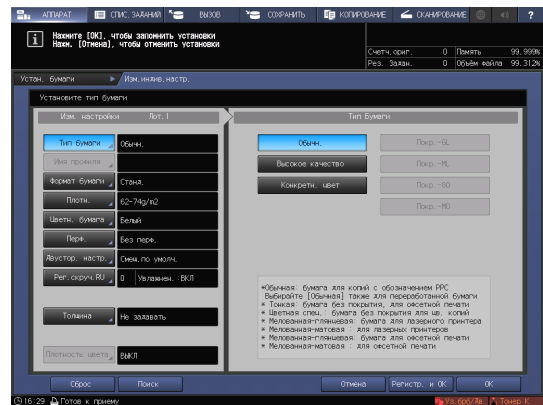 АППАРАТ СПИС.ЗАДАНИЙ ВЫЗОВ СОХРАНИТЬ КОПИРОВАНИЕ СКАНИРОВАНИЕ ?
Нажмите [OK], чтобы запомнить установки
Нажм. [Отмена], чтобы отменить установки
Счетч.ориг. 0 Память 99.999%
Рез. Задан. 0 Объём файла 99.312%
Устан. бумаги Изм.индив.настр.
Установите тип бумаги
Изм. настройки Лот.1 Тип бумаги
Тип бумаги Обычн. Обычн. Покр.-GL
Имя профиля Высокое качество Покр.-ML
Формат бумаги Станд. Конкретн. цвет Покр.-GO
Плотн. 62-74g/m2 Покр.-MO
Цветн. бумага Белый
Перф. Без перф.
Двустор. настр. Смещ.по умолч.
Рег.скруч.RU 0 Увлажнен. :ВКЛ
*Обычная: бумага для копий с обозначением PPC
Выбирайте [Обычная] также для переработанной бумаги
* Тонкая: бумага без покрытия, для офсетной печати
* Цветная спец.: бумага без покрытия для цв. копий
* Мелованная-глянцевая: бумага для лазерного принтера
* Мелованная-матовая : для лазерных принтеров
* Мелованная-глянцевая: бумага для офсетной печати
* Мелованная-матовая : для офсетной печати
Толщина Не задавать
Плотность цвета ВЫКЛ
Сброс Поиск Отмена Регистр. и OK OK
16:29 Готов к приему Тонер K